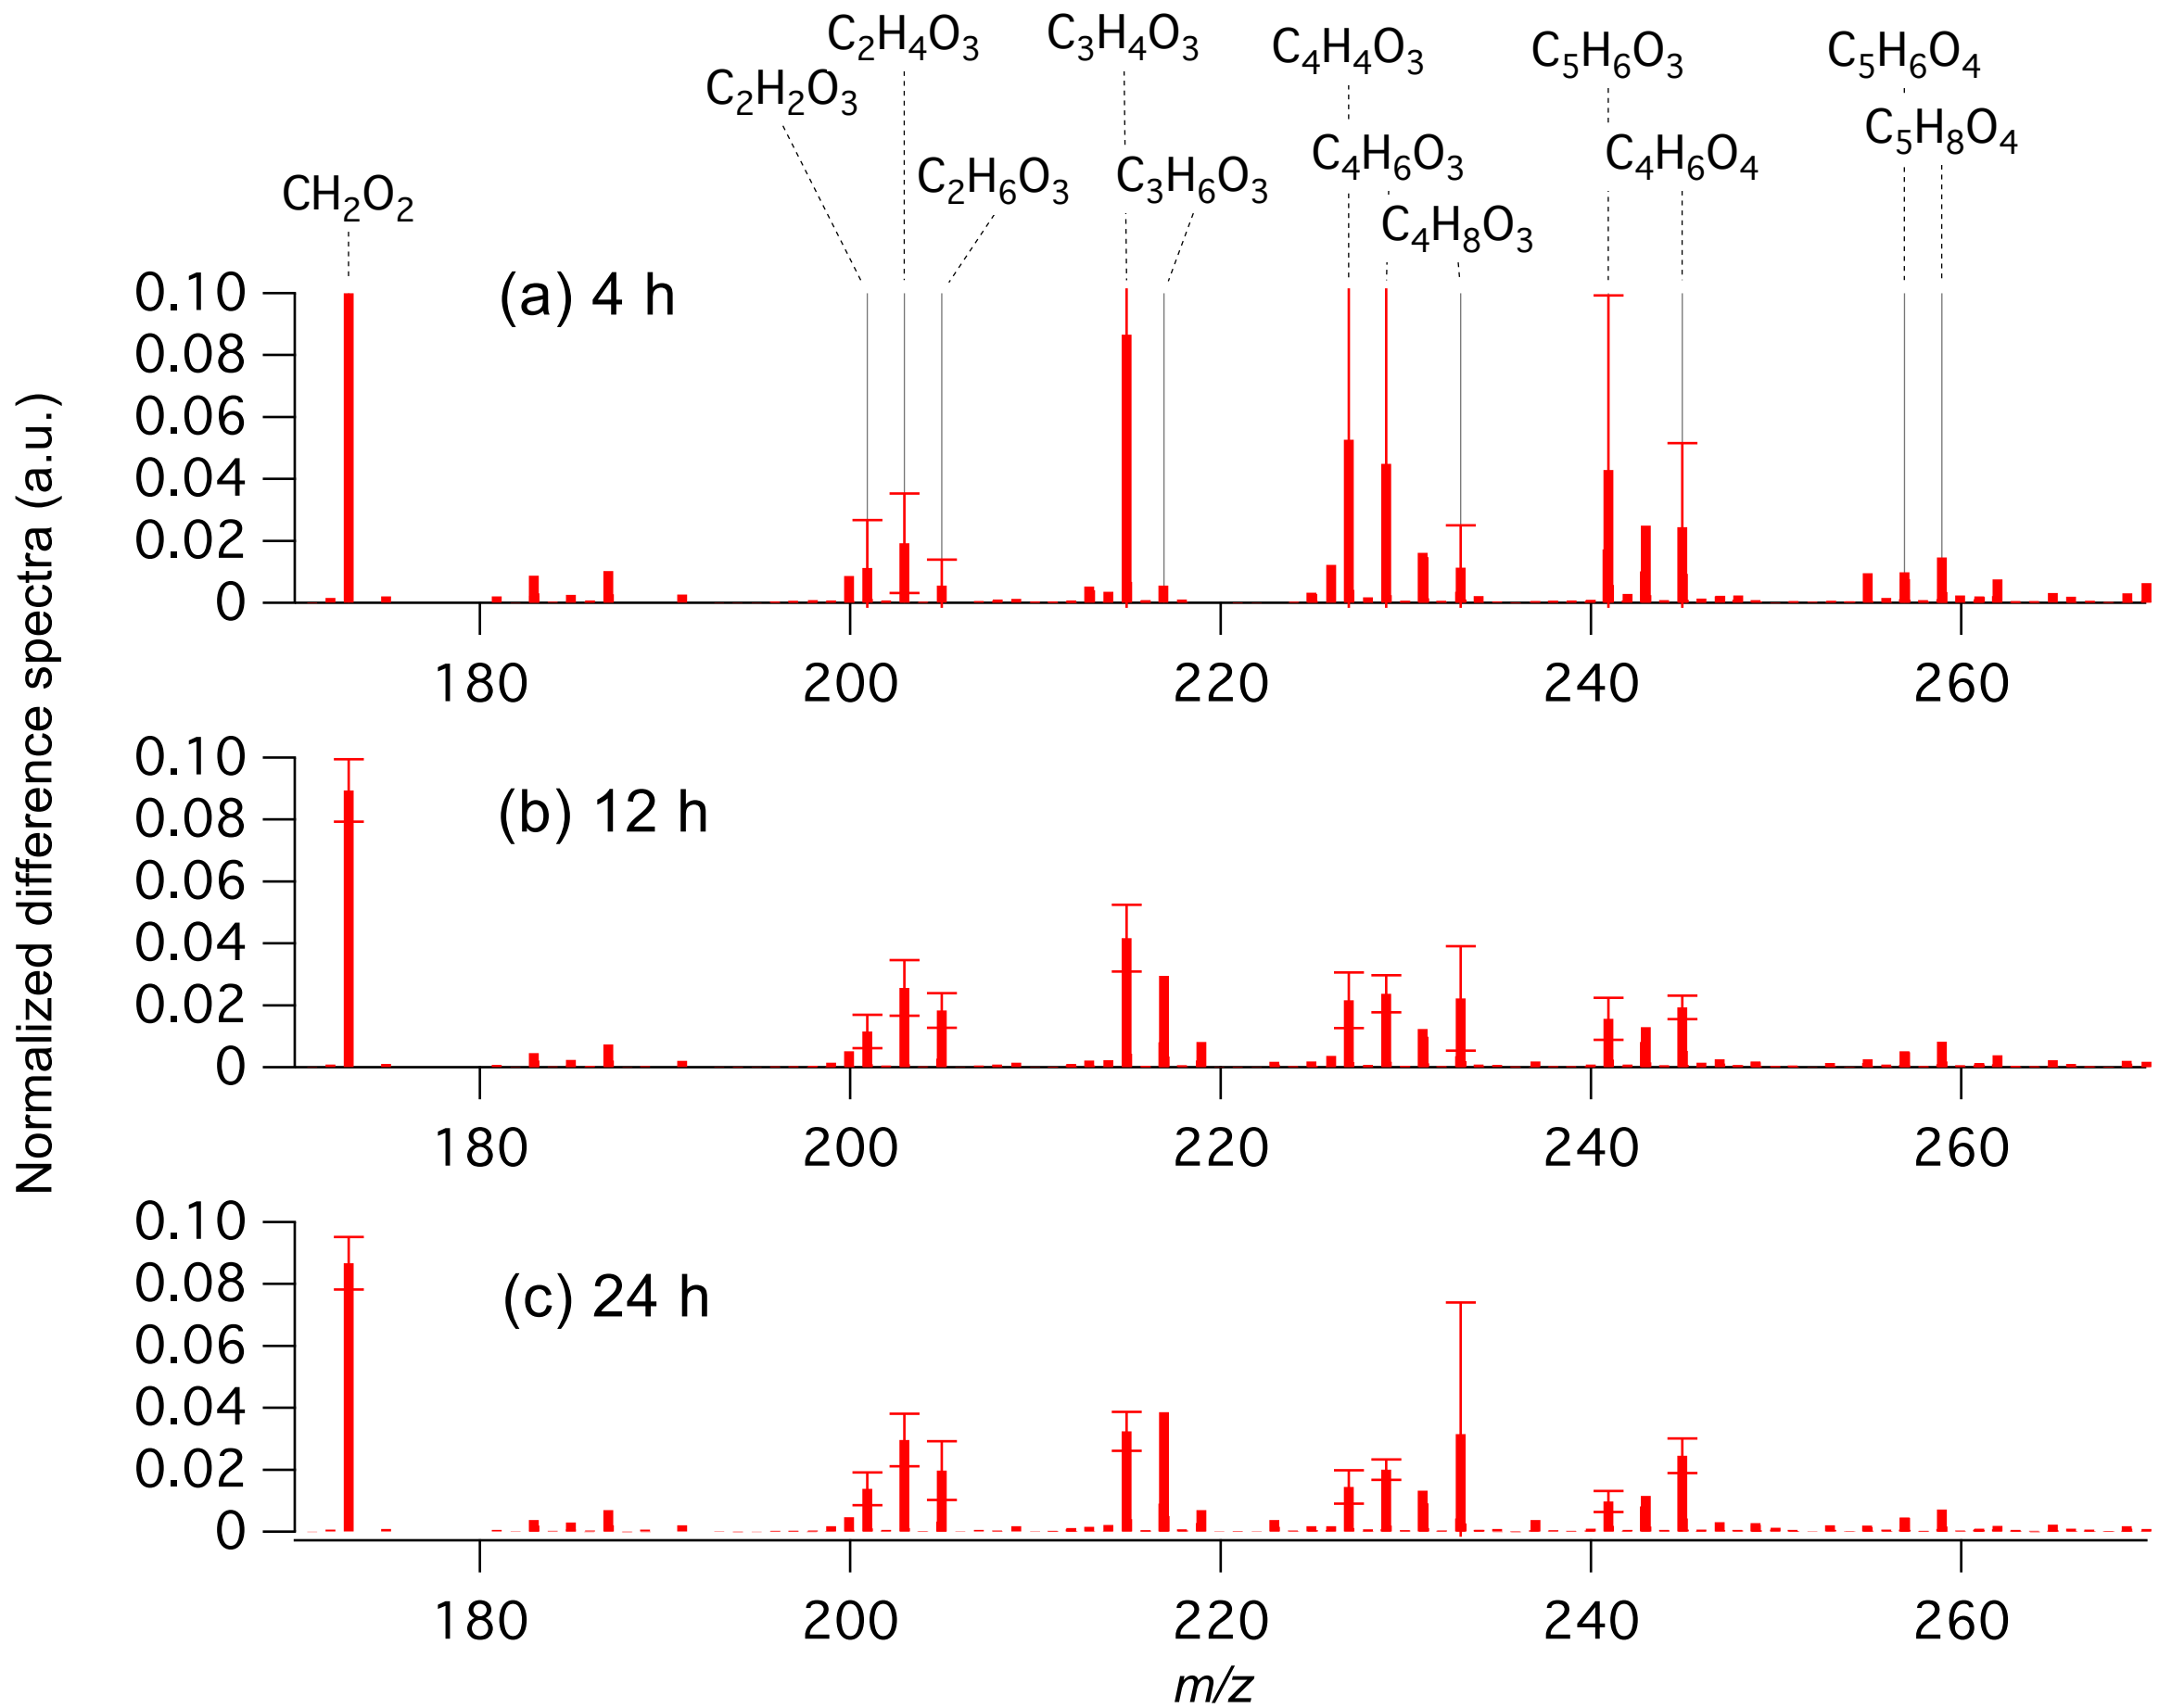 C₂H₄O₃ C₃H₄O₃ C₄H₄O₃ C₅H₆O₃ C₅H₆O₄
C₂H₂O₃ C₄H₆O₃ C₄H₆O₄ C₅H₈O₄
CH₂O₂ C₂H₆O₃ C₃H₆O₃ C₄H₈O₃
Normalized difference spectra (a.u.)
(a) 4 h
0.10
0.08
0.06
0.04
0.02
0
180 200 220 240 260
(b) 12 h
0.10
0.08
0.06
0.04
0.02
0
180 200 220 240 260
(c) 24 h
0.10
0.08
0.06
0.04
0.02
0
180 200 220 240 260
m/z